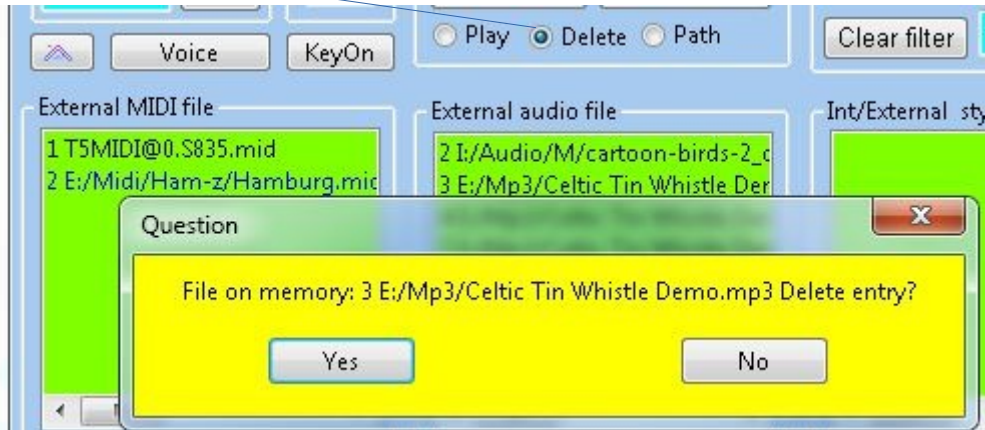 Play Delete Path
Clear filter
Voice KeyOn
External MIDI file
External audio file
Int/External sty
1 T5MIDI@0.S835.mid
2 E:/Midi/Ham-z/Hamburg.mic
2 I:/Audio/M/cartoon-birds-2_c
3 E:/Mp3/Celtic Tin Whistle Der
Question
File on memory: 3 E:/Mp3/Celtic Tin Whistle Demo.mp3 Delete entry?
Yes No